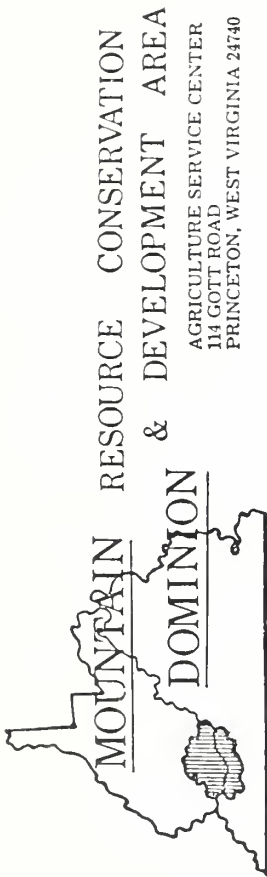 MOUNTAIN RESOURCE CONSERVATION
DOMINION & DEVELOPMENT AREA
AGRICULTURE SERVICE CENTER
114 GOTT ROAD
PRINCETON, WEST VIRGINIA 24740